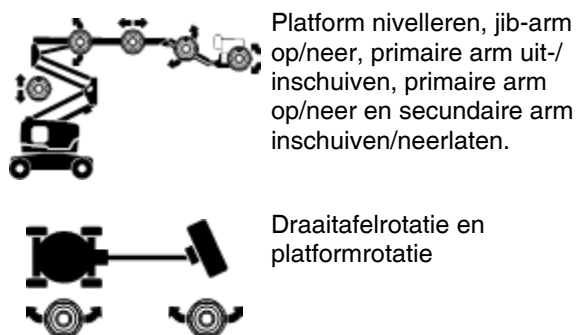 Platform nivelleren, jib-arm
op/neer, primaire arm uit-/
inschuiven, primaire arm
op/neer en secundaire arm
inschuiven/neerlaten.
Draaitafelrotatie en
platformrotatie